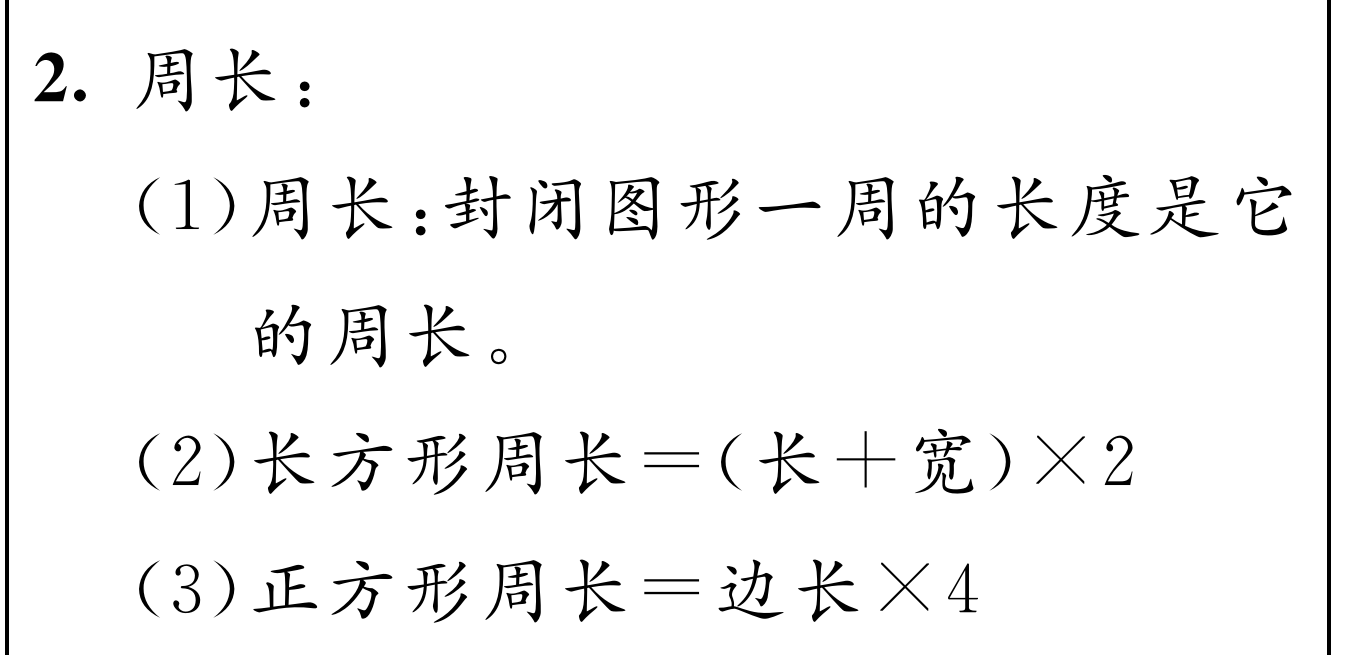 2. 周长：
(1)周长：封闭图形一周的长度是它
的周长。
(2)长方形周长＝(长＋宽)×2
(3)正方形周长＝边长×4